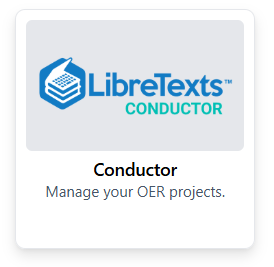 LibreTexts™
CONDUCTOR
Conductor
Manage your OER projects.